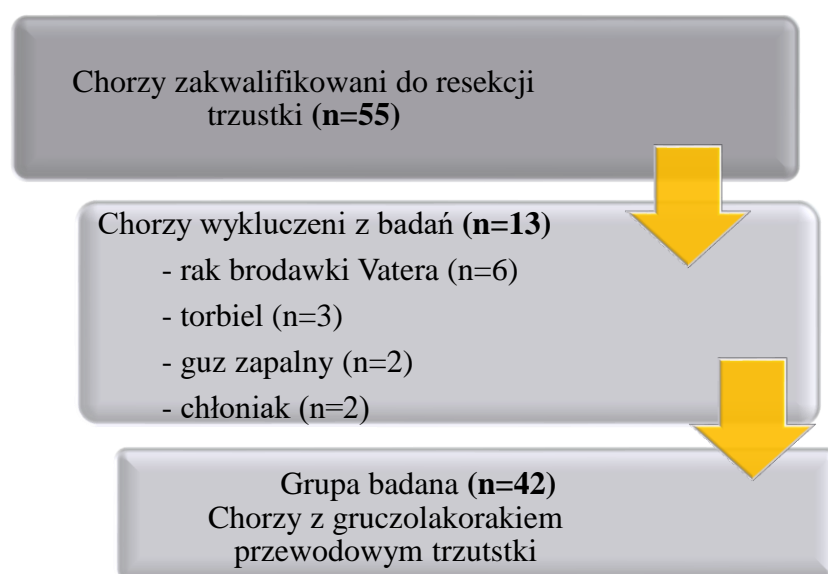 Chorzy zakwalifikowani do resekcji
trzustki (n=55)
Chorzy wykluczeni z badań (n=13)
- rak brodawki Vatera (n=6)
- torbiel (n=3)
- guz zapalny (n=2)
- chłoniak (n=2)
Grupa badana (n=42)
Chorzy z gruczolakorakiem
przewodowym trzutstki